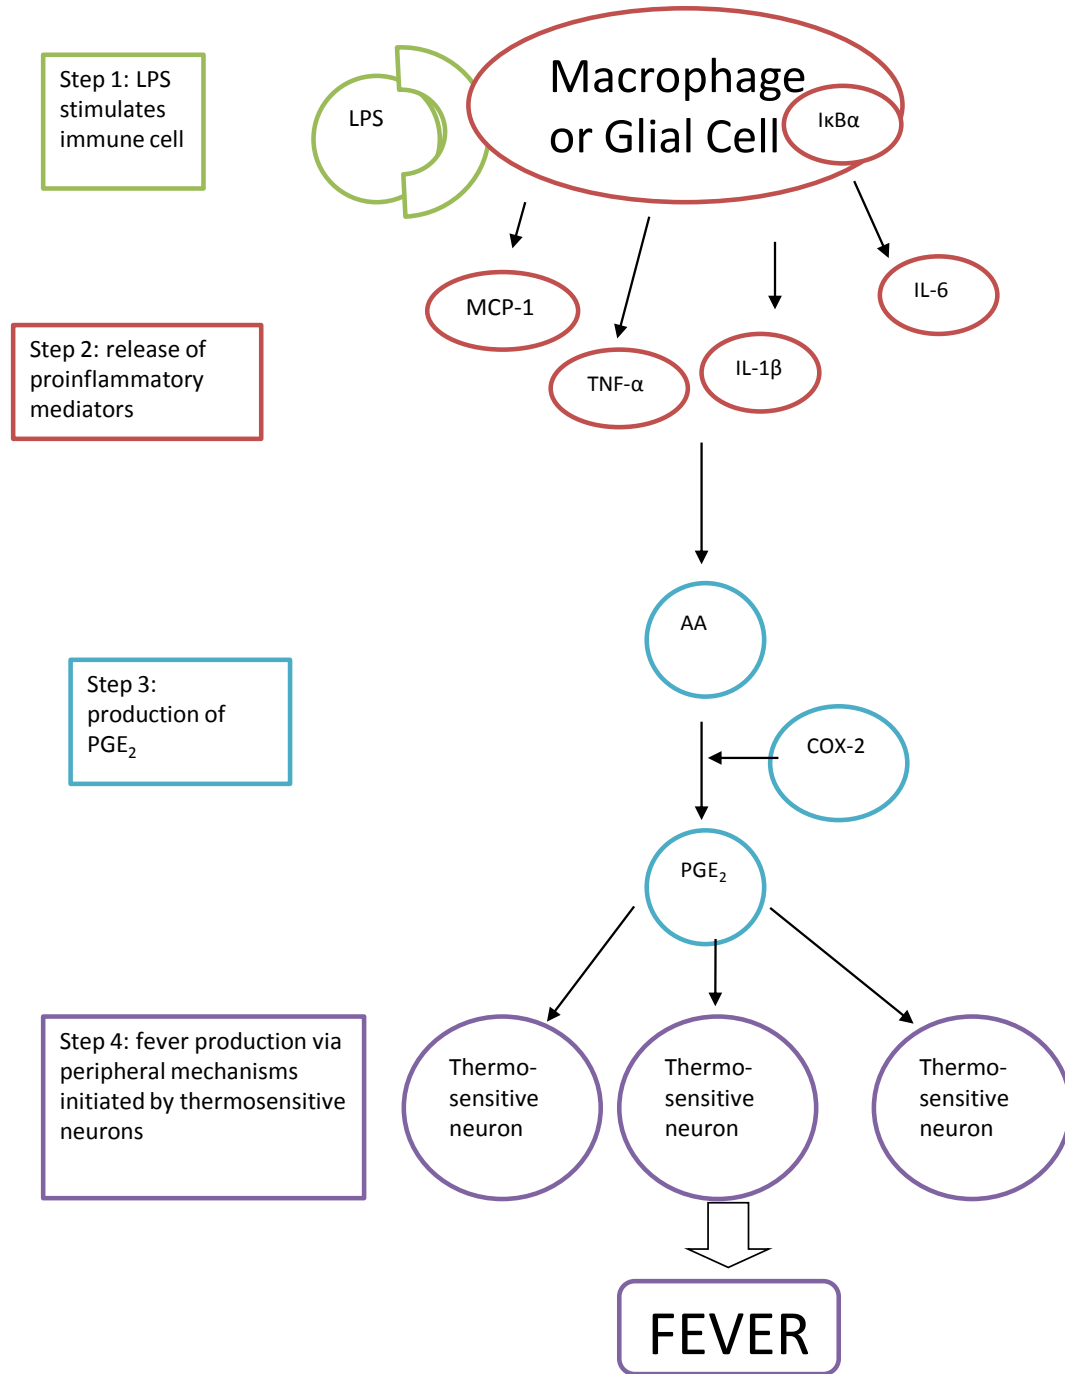 Step 1: LPS
stimulates
immune cell
LPS
Macrophage
or Glial Cell
IκBα
MCP-1
TNF-α
IL-1β
IL-6
Step 2: release of
proinflammatory
mediators
AA
Step 3:
production of
PGE₂
COX-2
PGE₂
Step 4: fever production via
peripheral mechanisms
initiated by thermosensitive
neurons
Thermo-
sensitive
neuron
Thermo-
sensitive
neuron
Thermo-
sensitive
neuron
FEVER